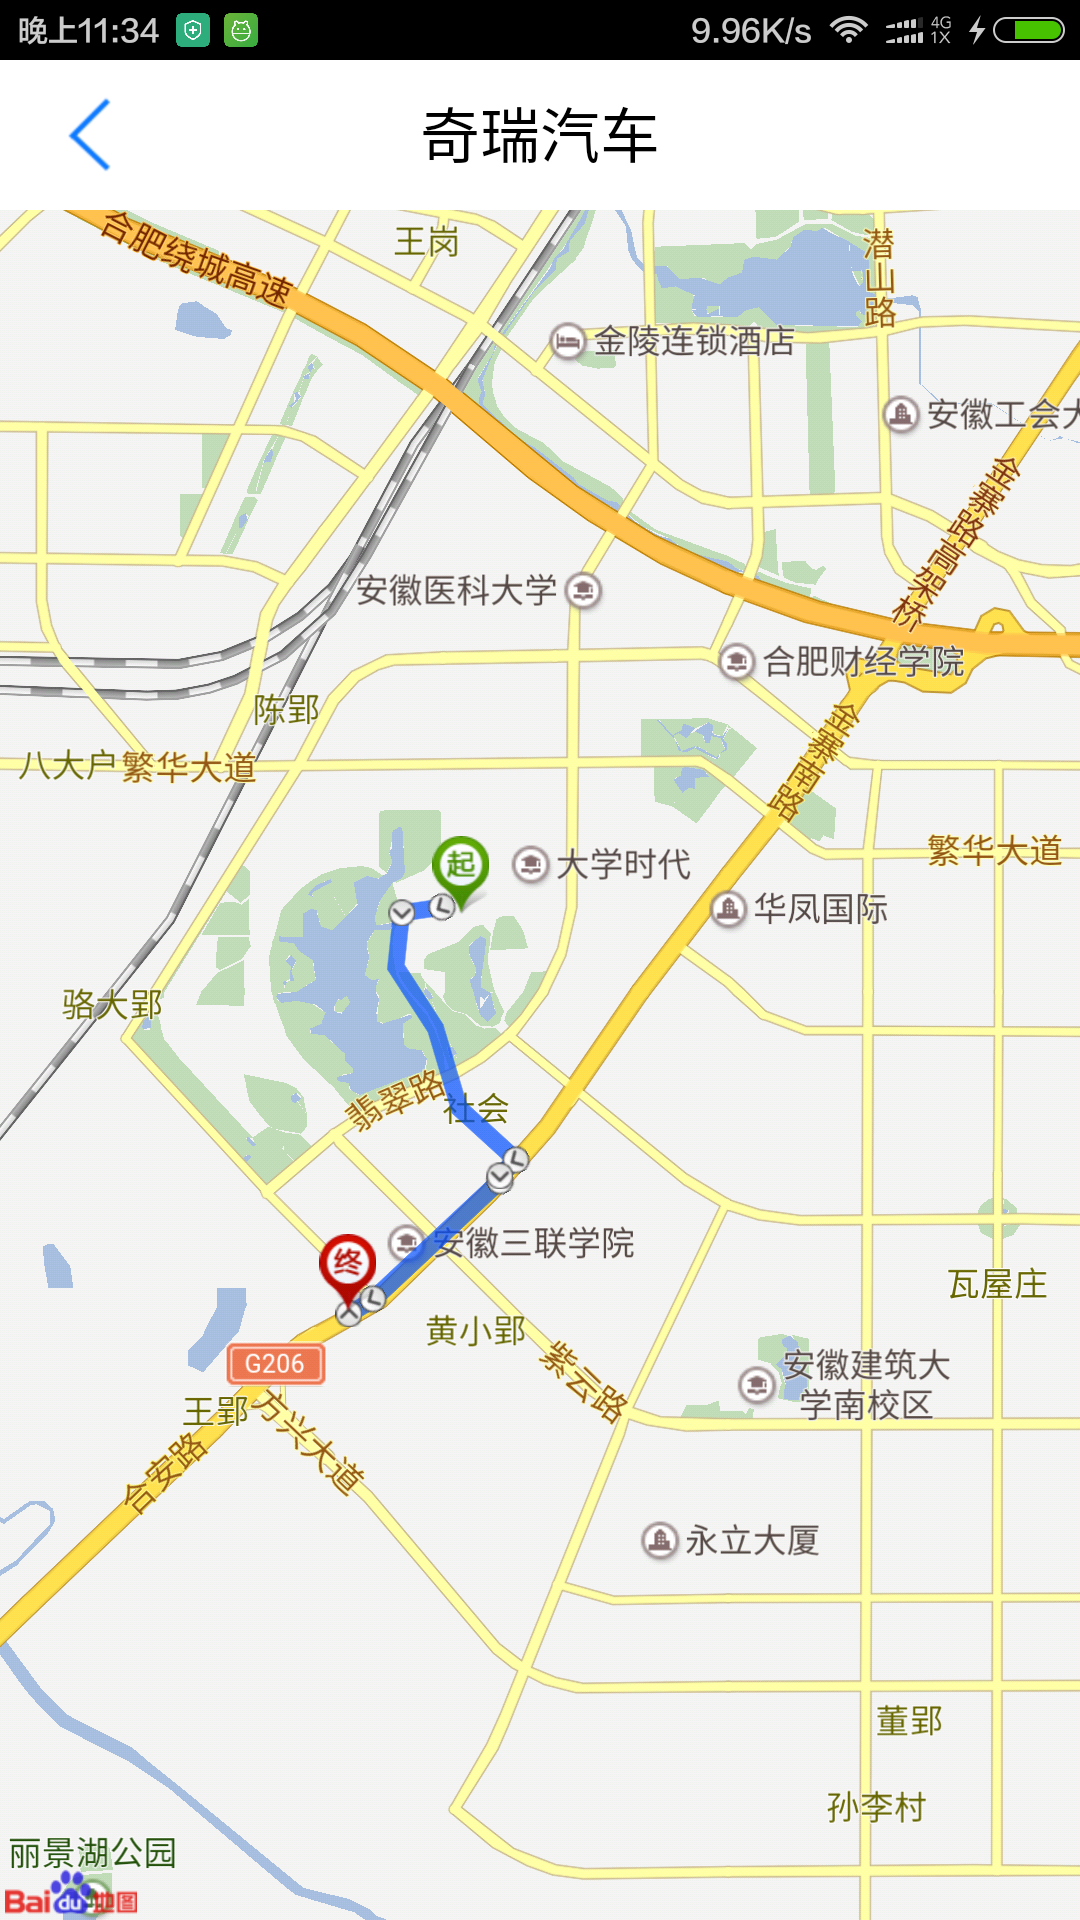 晚上11:34
9.96K/s
4G
1X
奇瑞汽车
合肥绕城高速
王岗
潜山路
金陵连锁酒店
安徽工会大
金寨路高架桥
安徽医科大学
合肥财经学院
陈郢
金寨南路
八大户
繁华大道
起
大学时代
繁华大道
华凤国际
骆大郢
翡翠路
社会
终
安徽三联学院
瓦屋庄
黄小郢
G206
紫云路
安徽建筑大
学南校区
王郢
方兴大道
合安路
永立大厦
董郢
孙李村
丽景湖公园
Bai du 地图